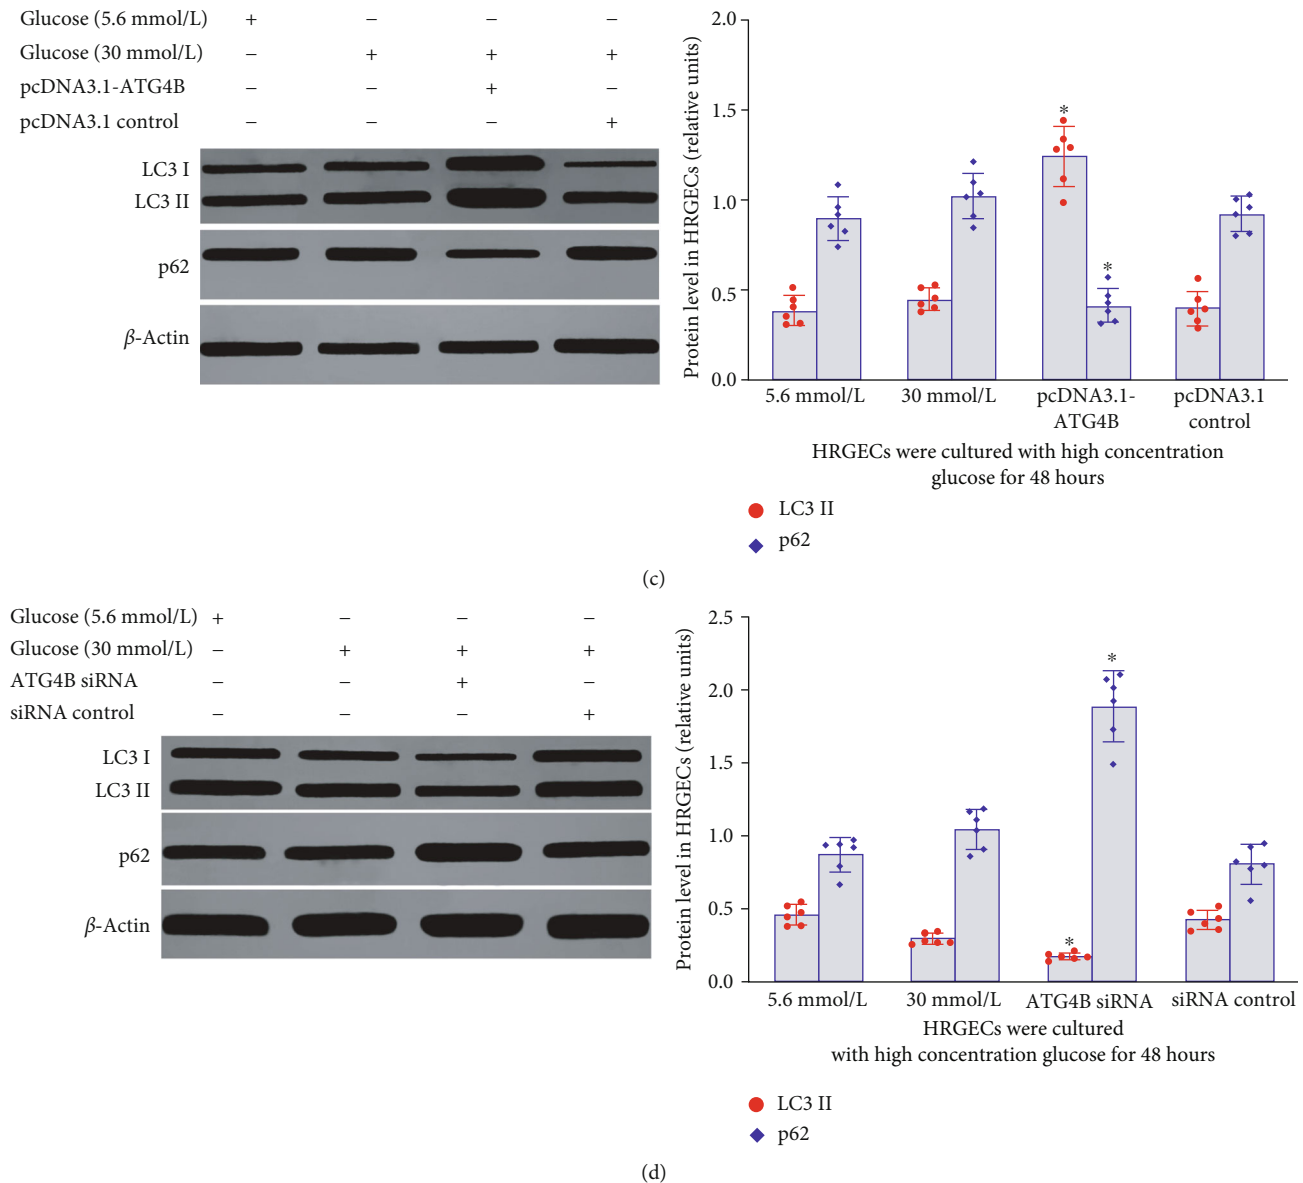 Glucose (5.6 mmol/L) + − − −
Glucose (30 mmol/L) − + + +
pcDNA3.1-ATG4B − − + −
pcDNA3.1 control − − − +
LC3 I
LC3 II
p62
β-Actin
Protein level in HRGECs (relative units)
2.0
1.5
1.0
0.5
0.0
* *
5.6 mmol/L 30 mmol/L pcDNA3.1- pcDNA3.1
ATG4B control
HRGECs were cultured with high concentration
glucose for 48 hours
LC3 II
p62
(c)
Glucose (5.6 mmol/L) + − − −
Glucose (30 mmol/L) − + + +
ATG4B siRNA − − + −
siRNA control − − − +
LC3 I
LC3 II
p62
β-Actin
Protein level in HRGECs (relative units)
2.5
2.0
1.5
1.0
0.5
0.0
* *
5.6 mmol/L 30 mmol/L ATG4B siRNA siRNA control
HRGECs were cultured
with high concentration glucose for 48 hours
LC3 II
p62
(d)